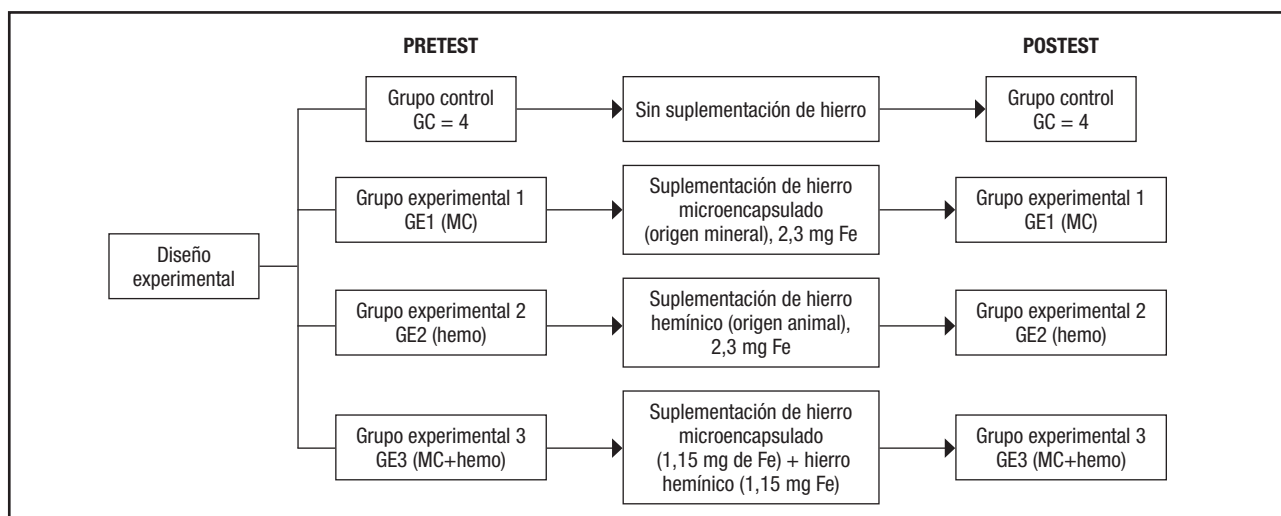 PRETEST
POSTEST
Diseño
experimental
Grupo control
GC = 4
Sin suplementación de hierro
Grupo control
GC = 4
Grupo experimental 1
GE1 (MC)
Suplementación de hierro
microencapsulado
(origen mineral), 2,3 mg Fe
Grupo experimental 1
GE1 (MC)
Grupo experimental 2
GE2 (hemo)
Suplementación de hierro
hemínico (origen animal),
2,3 mg Fe
Grupo experimental 2
GE2 (hemo)
Grupo experimental 3
GE3 (MC+hemo)
Suplementación de hierro
microencapsulado
(1,15 mg de Fe) + hierro
hemínico (1,15 mg Fe)
Grupo experimental 3
GE3 (MC+hemo)